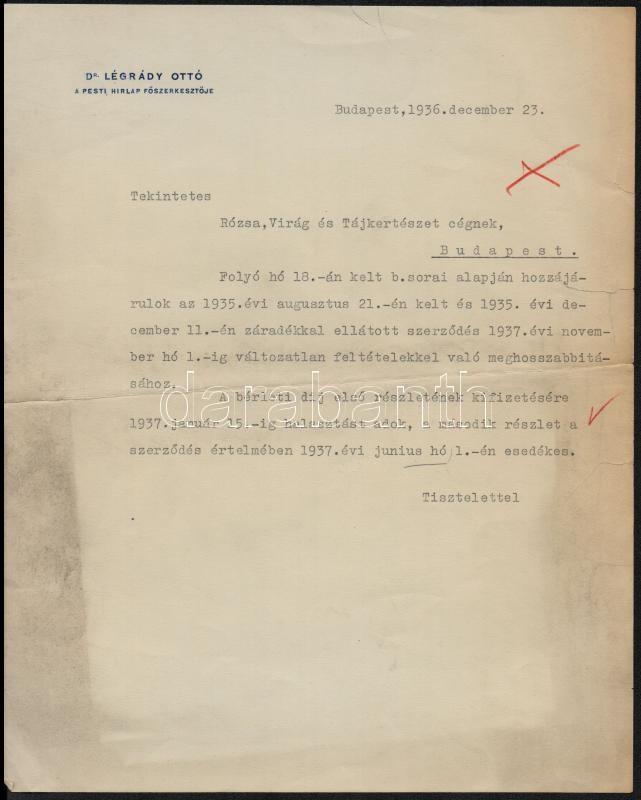 Dr. LÉGRÁDY OTTÓ
A PESTI HIRLAP FŐSZERKESZTŐJE
Budapest,1936.december 23.
Tekintetes
Rózsa,Virág és Tájkertészet cégnek,
Budapest.
Folyó hó 18.-án kelt b.sorai alapján hozzájá-
rulok az 1935.évi augusztus 21.-én kelt és 1935. évi de-
cember 11.-én záradékkal ellátott szerződés 1937.évi novem-
ber hó 1.-ig változatlan feltételekkel való meghosszabbitá-
sához.
A bérleti dij első részletének kifizetésére
1937.január 15.-ig halasztást adok, a második részlet a
szerződés értelmében 1937.évi junius hó 1.-én esedékes.
Tisztelettel
darabanth